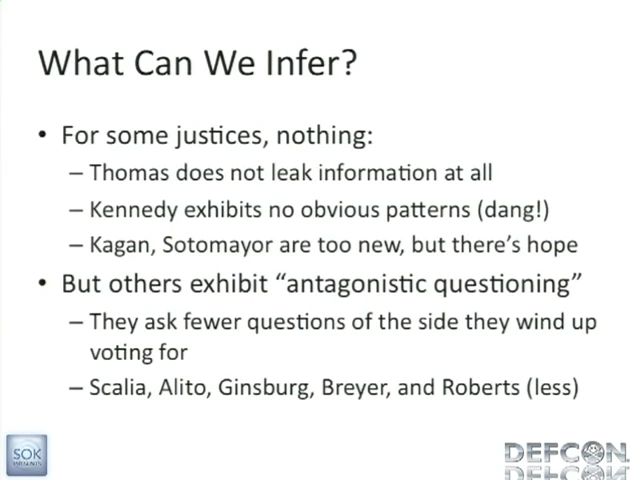 What Can We Infer?
• For some justices, nothing:
– Thomas does not leak information at all
– Kennedy exhibits no obvious patterns (dang!)
– Kagan, Sotomayor are too new, but there's hope
• But others exhibit “antagonistic questioning”
– They ask fewer questions of the side they wind up
voting for
– Scalia, Alito, Ginsburg, Breyer, and Roberts (less)
SOK
DEFCON